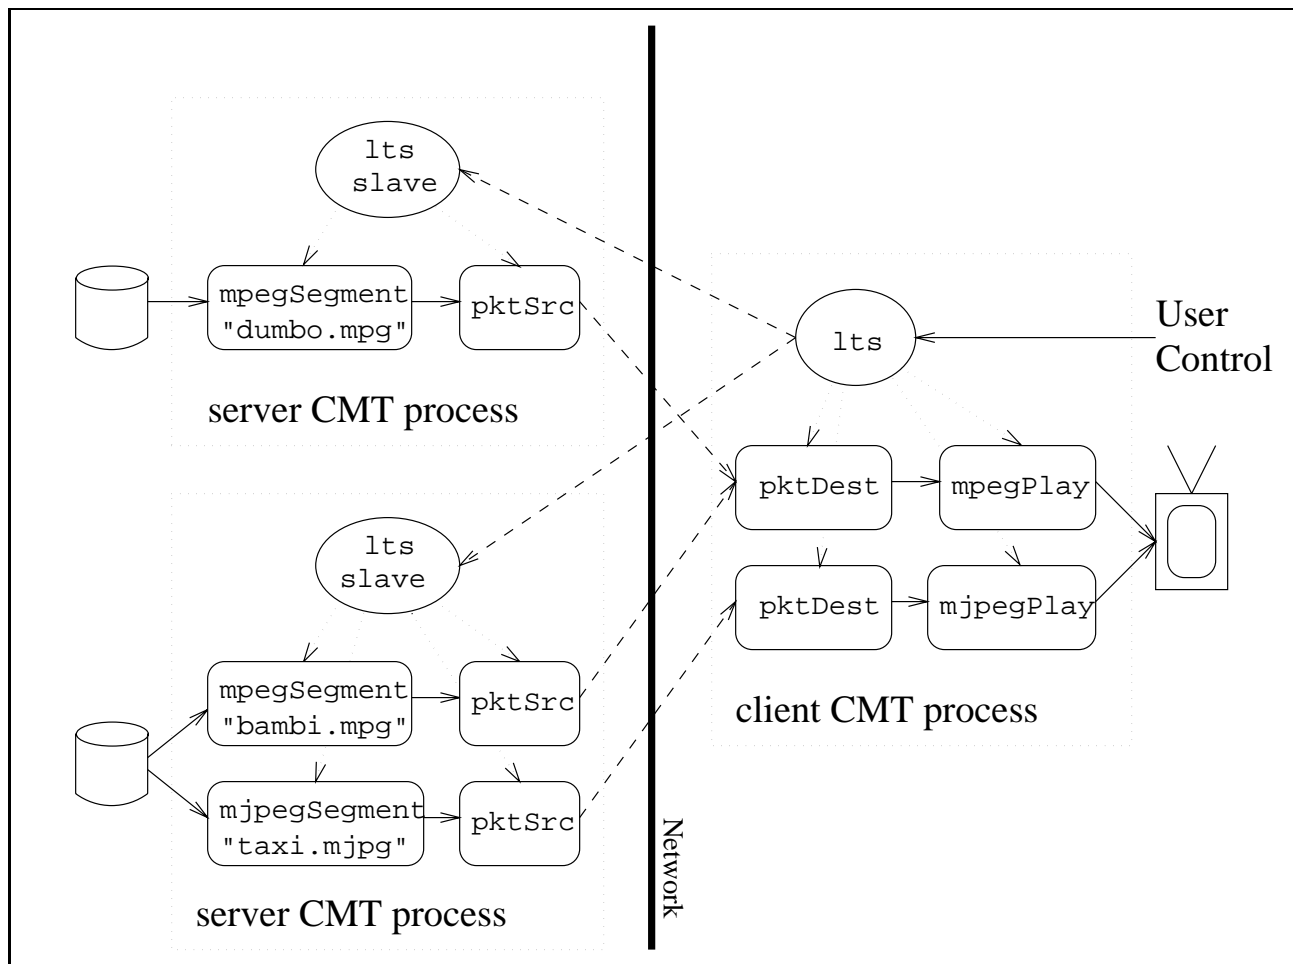 lts
slave
mpegSegment
"dumbo.mpg"
pktSrc
server CMT process
lts
slave
mpegSegment
"bambi.mpg"
pktSrc
mjpegSegment
"taxi.mjpg"
pktSrc
server CMT process
Network
lts
User
Control
pktDest
mpegPlay
pktDest
mjpegPlay
client CMT process